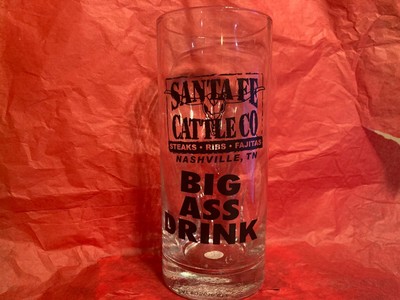 SANTA FE
CATTLE CO
STEAKS • RIBS • FAJITAS
NASHVILLE, TN
BIG
ASS
DRINK